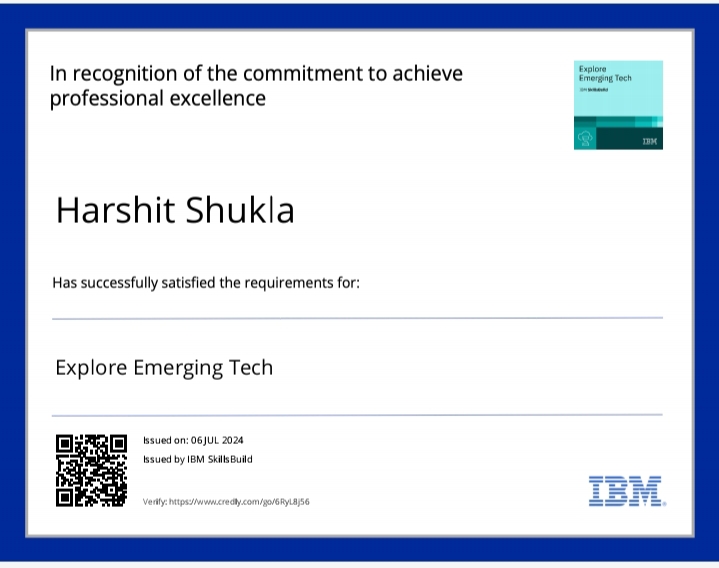 In recognition of the commitment to achieve
professional excellence
Explore
Emerging Tech
IBM SkillsBuild
IBM
Harshit Shukla
Has successfully satisfied the requirements for:
Explore Emerging Tech
Issued on: 06 JUL 2024
Issued by IBM SkillsBuild
Verify: https://www.credly.com/go/6RyL8J56
IBM®